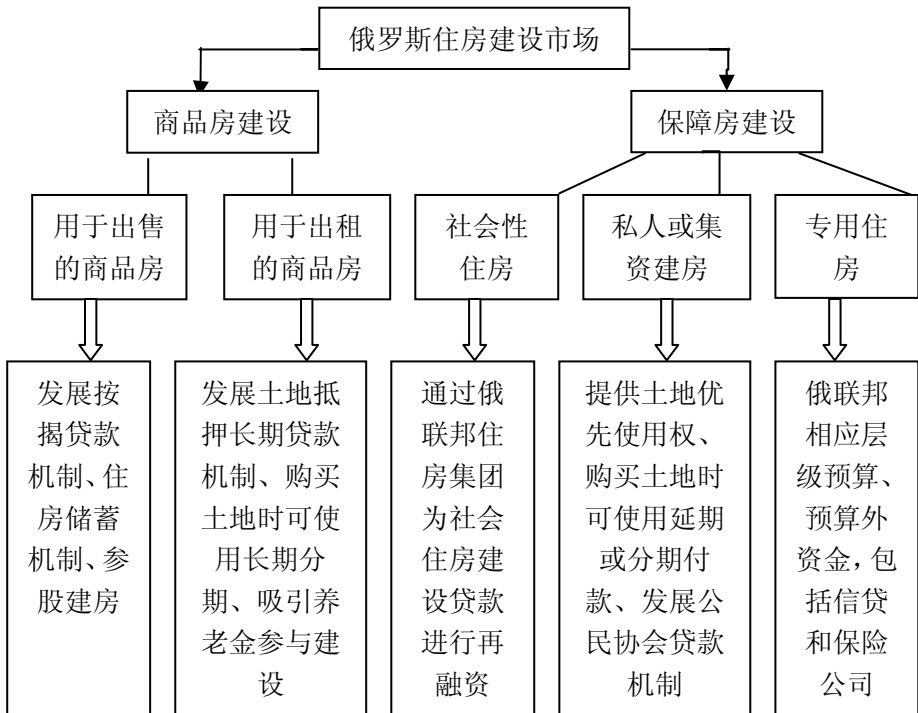 俄罗斯住房建设市场
商品房建设
保障房建设
用于出售
的商品房
用于出租
的商品房
社会性
住房
私人或集
资建房
专用住
房
发展按
揭贷款
机制、住
房储蓄
机制、参
股建房
发展土地抵
押长期贷款
机制、购买
土地时可使
用长期分
期、吸引养
老金参与建
设
通过俄
联邦住
房集团
为社会
住房建
设贷款
进行再
融资
提供土地优
先使用权、
购买土地时
可使用延期
或分期付
款、发展公
民协会贷款
机制
俄联邦
相应层
级预算、
预算外
资金，包
括信贷
和保险
公司